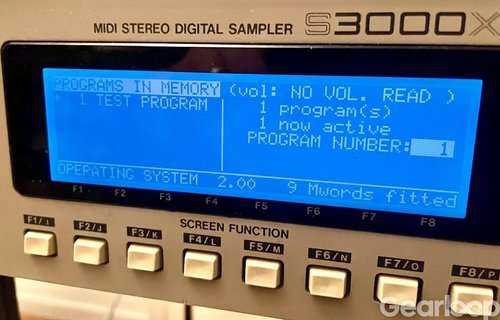 MIDI STEREO DIGITAL SAMPLER S3000X
PROGRAMS IN MEMORY (vol: NO VOL. READ )
* 1 TEST PROGRAM
1 program(s)
1 now active
PROGRAM NUMBER: 1
OPERATING SYSTEM 2.00 9 Mwords fitted
F1 F2 F3 F4 F5 F6 F7 F8
SCREEN FUNCTION
F1/I F2/J F3/K F4/L F5/M F6/N F7/O F8/P
Gearloop